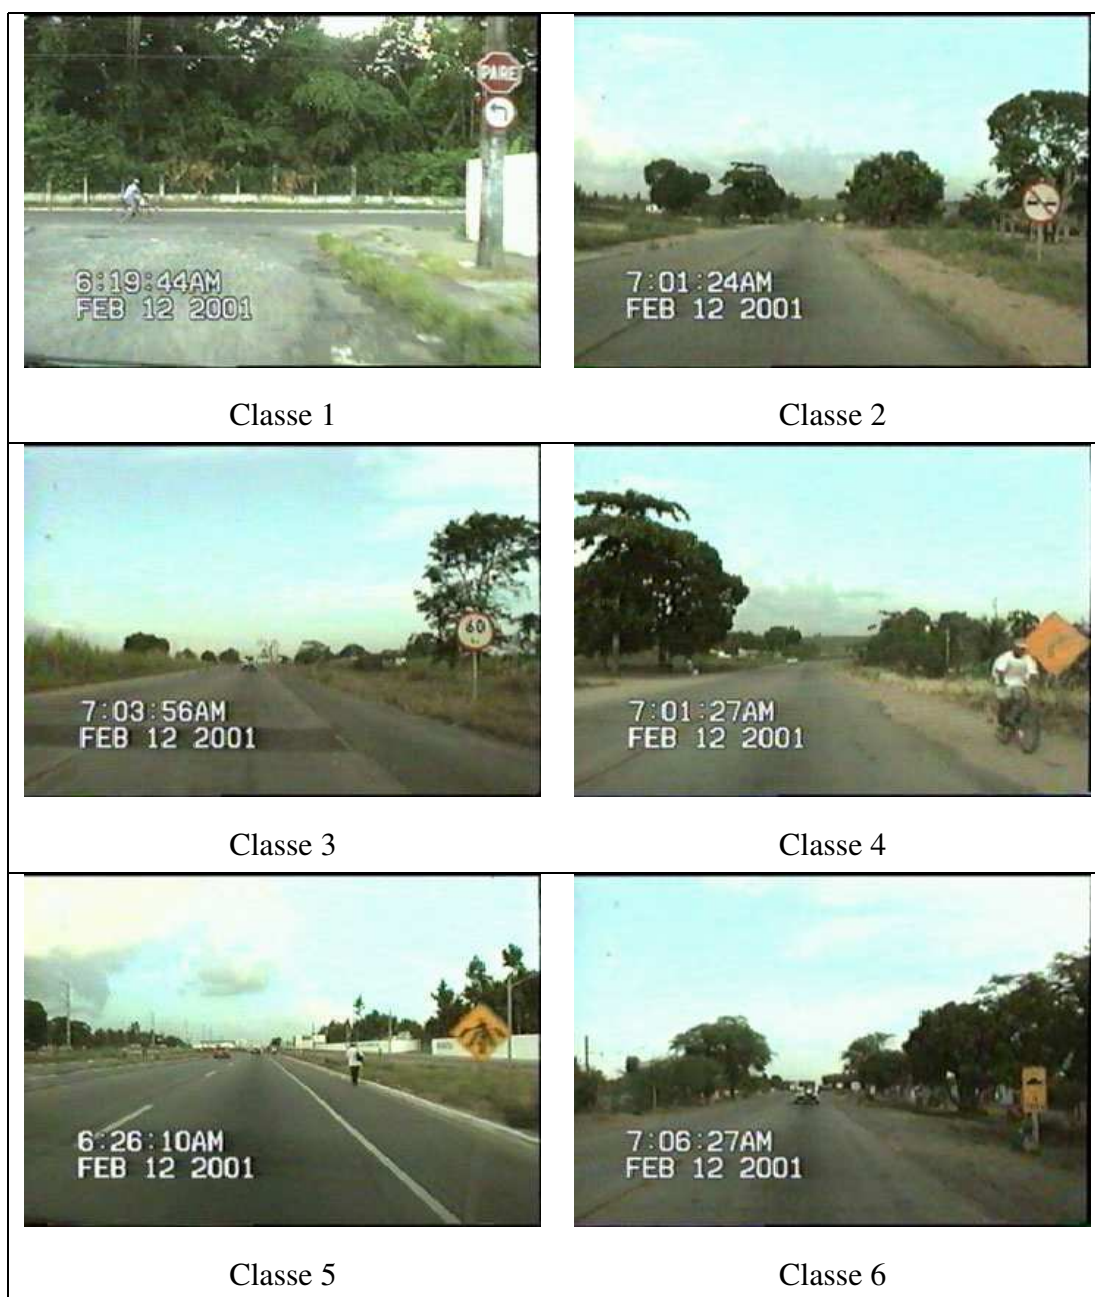 PARE
6:19:44AM
FEB 12 2001
7:01:24AM
FEB 12 2001
Classe 1
Classe 2
60
7:03:56AM
FEB 12 2001
7:01:27AM
FEB 12 2001
Classe 3
Classe 4
6:26:10AM
FEB 12 2001
7:06:27AM
FEB 12 2001
Classe 5
Classe 6